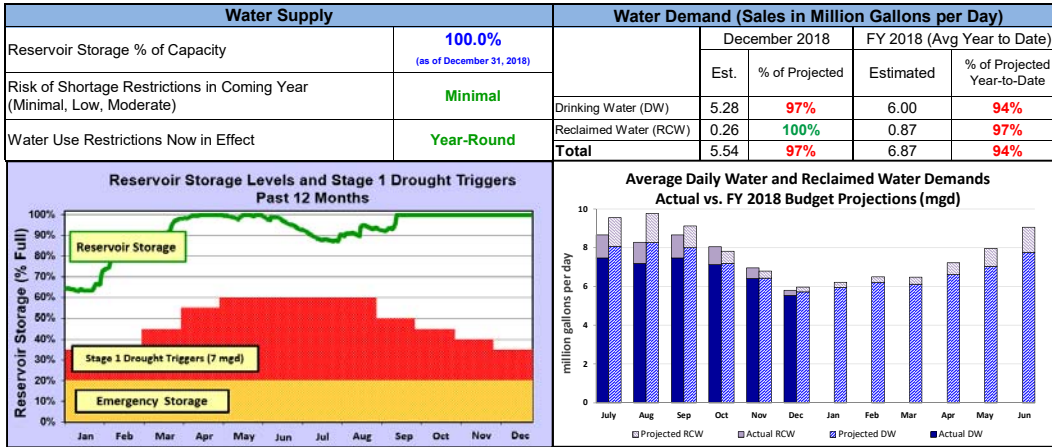 Water Supply
Reservoir Storage % of Capacity
100.0%
(as of December 31, 2018)
Risk of Shortage Restrictions in Coming Year
(Minimal, Low, Moderate)
Minimal
Water Use Restrictions Now in Effect
Year-Round
Water Demand (Sales in Million Gallons per Day)
December 2018 FY 2018 (Avg Year to Date)
Est. % of Projected Estimated % of Projected
Year-to-Date
Drinking Water (DW) 5.28 97% 6.00 94%
Reclaimed Water (RCW) 0.26 100% 0.87 97%
Total 5.54 97% 6.87 94%
Reservoir Storage Levels and Stage 1 Drought Triggers
Past 12 Months
Reservoir Storage (% Full)
100%
90%
80%
70%
60%
50%
40%
30%
20%
10%
0%
Reservoir Storage
Stage 1 Drought Triggers (7 mgd)
Emergency Storage
Jan Feb Mar Apr May Jun Jul Aug Sep Oct Nov Dec
Average Daily Water and Reclaimed Water Demands
Actual vs. FY 2018 Budget Projections (mgd)
million gallons per day
10
8
6
4
2
0
July Aug Sep Oct Nov Dec Jan Feb Mar Apr May Jun
Projected RCW Actual RCW Projected DW Actual DW